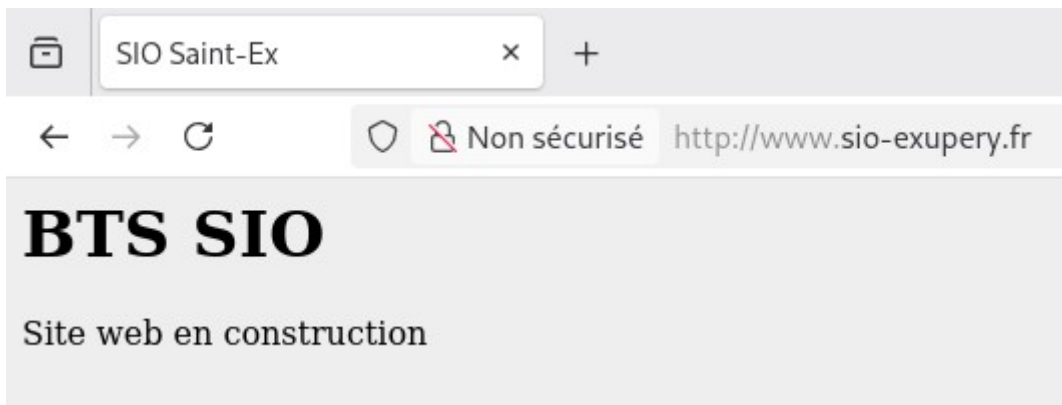 SIO Saint-Ex
Non sécurisé http://www.sio-exupery.fr
BTS SIO
Site web en construction